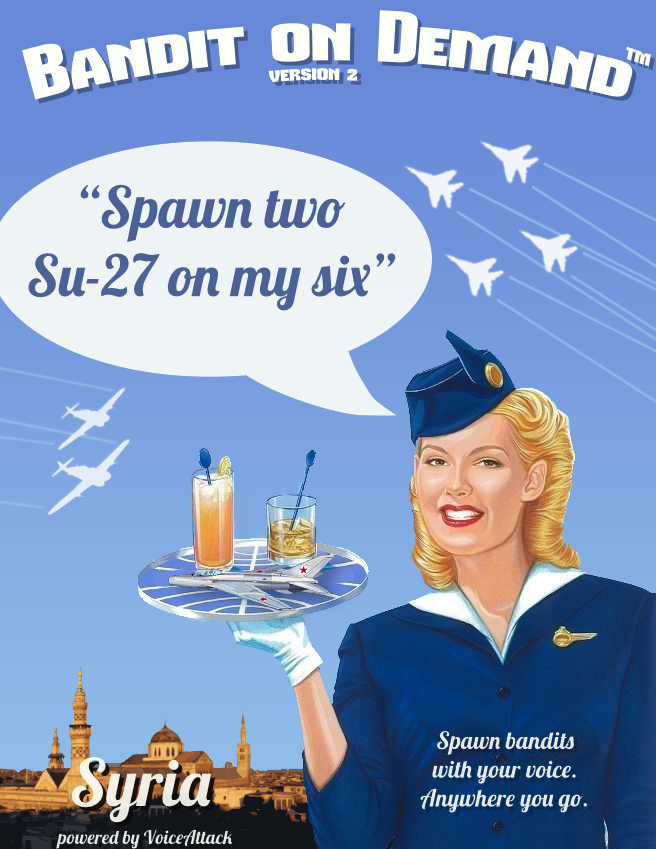 BANDIT ON DEMAND™
VERSION 2
“Spawn two
Su-27 on my six”
Spawn bandits
with your voice.
Anywhere you go.
Syria
powered by VoiceAttack